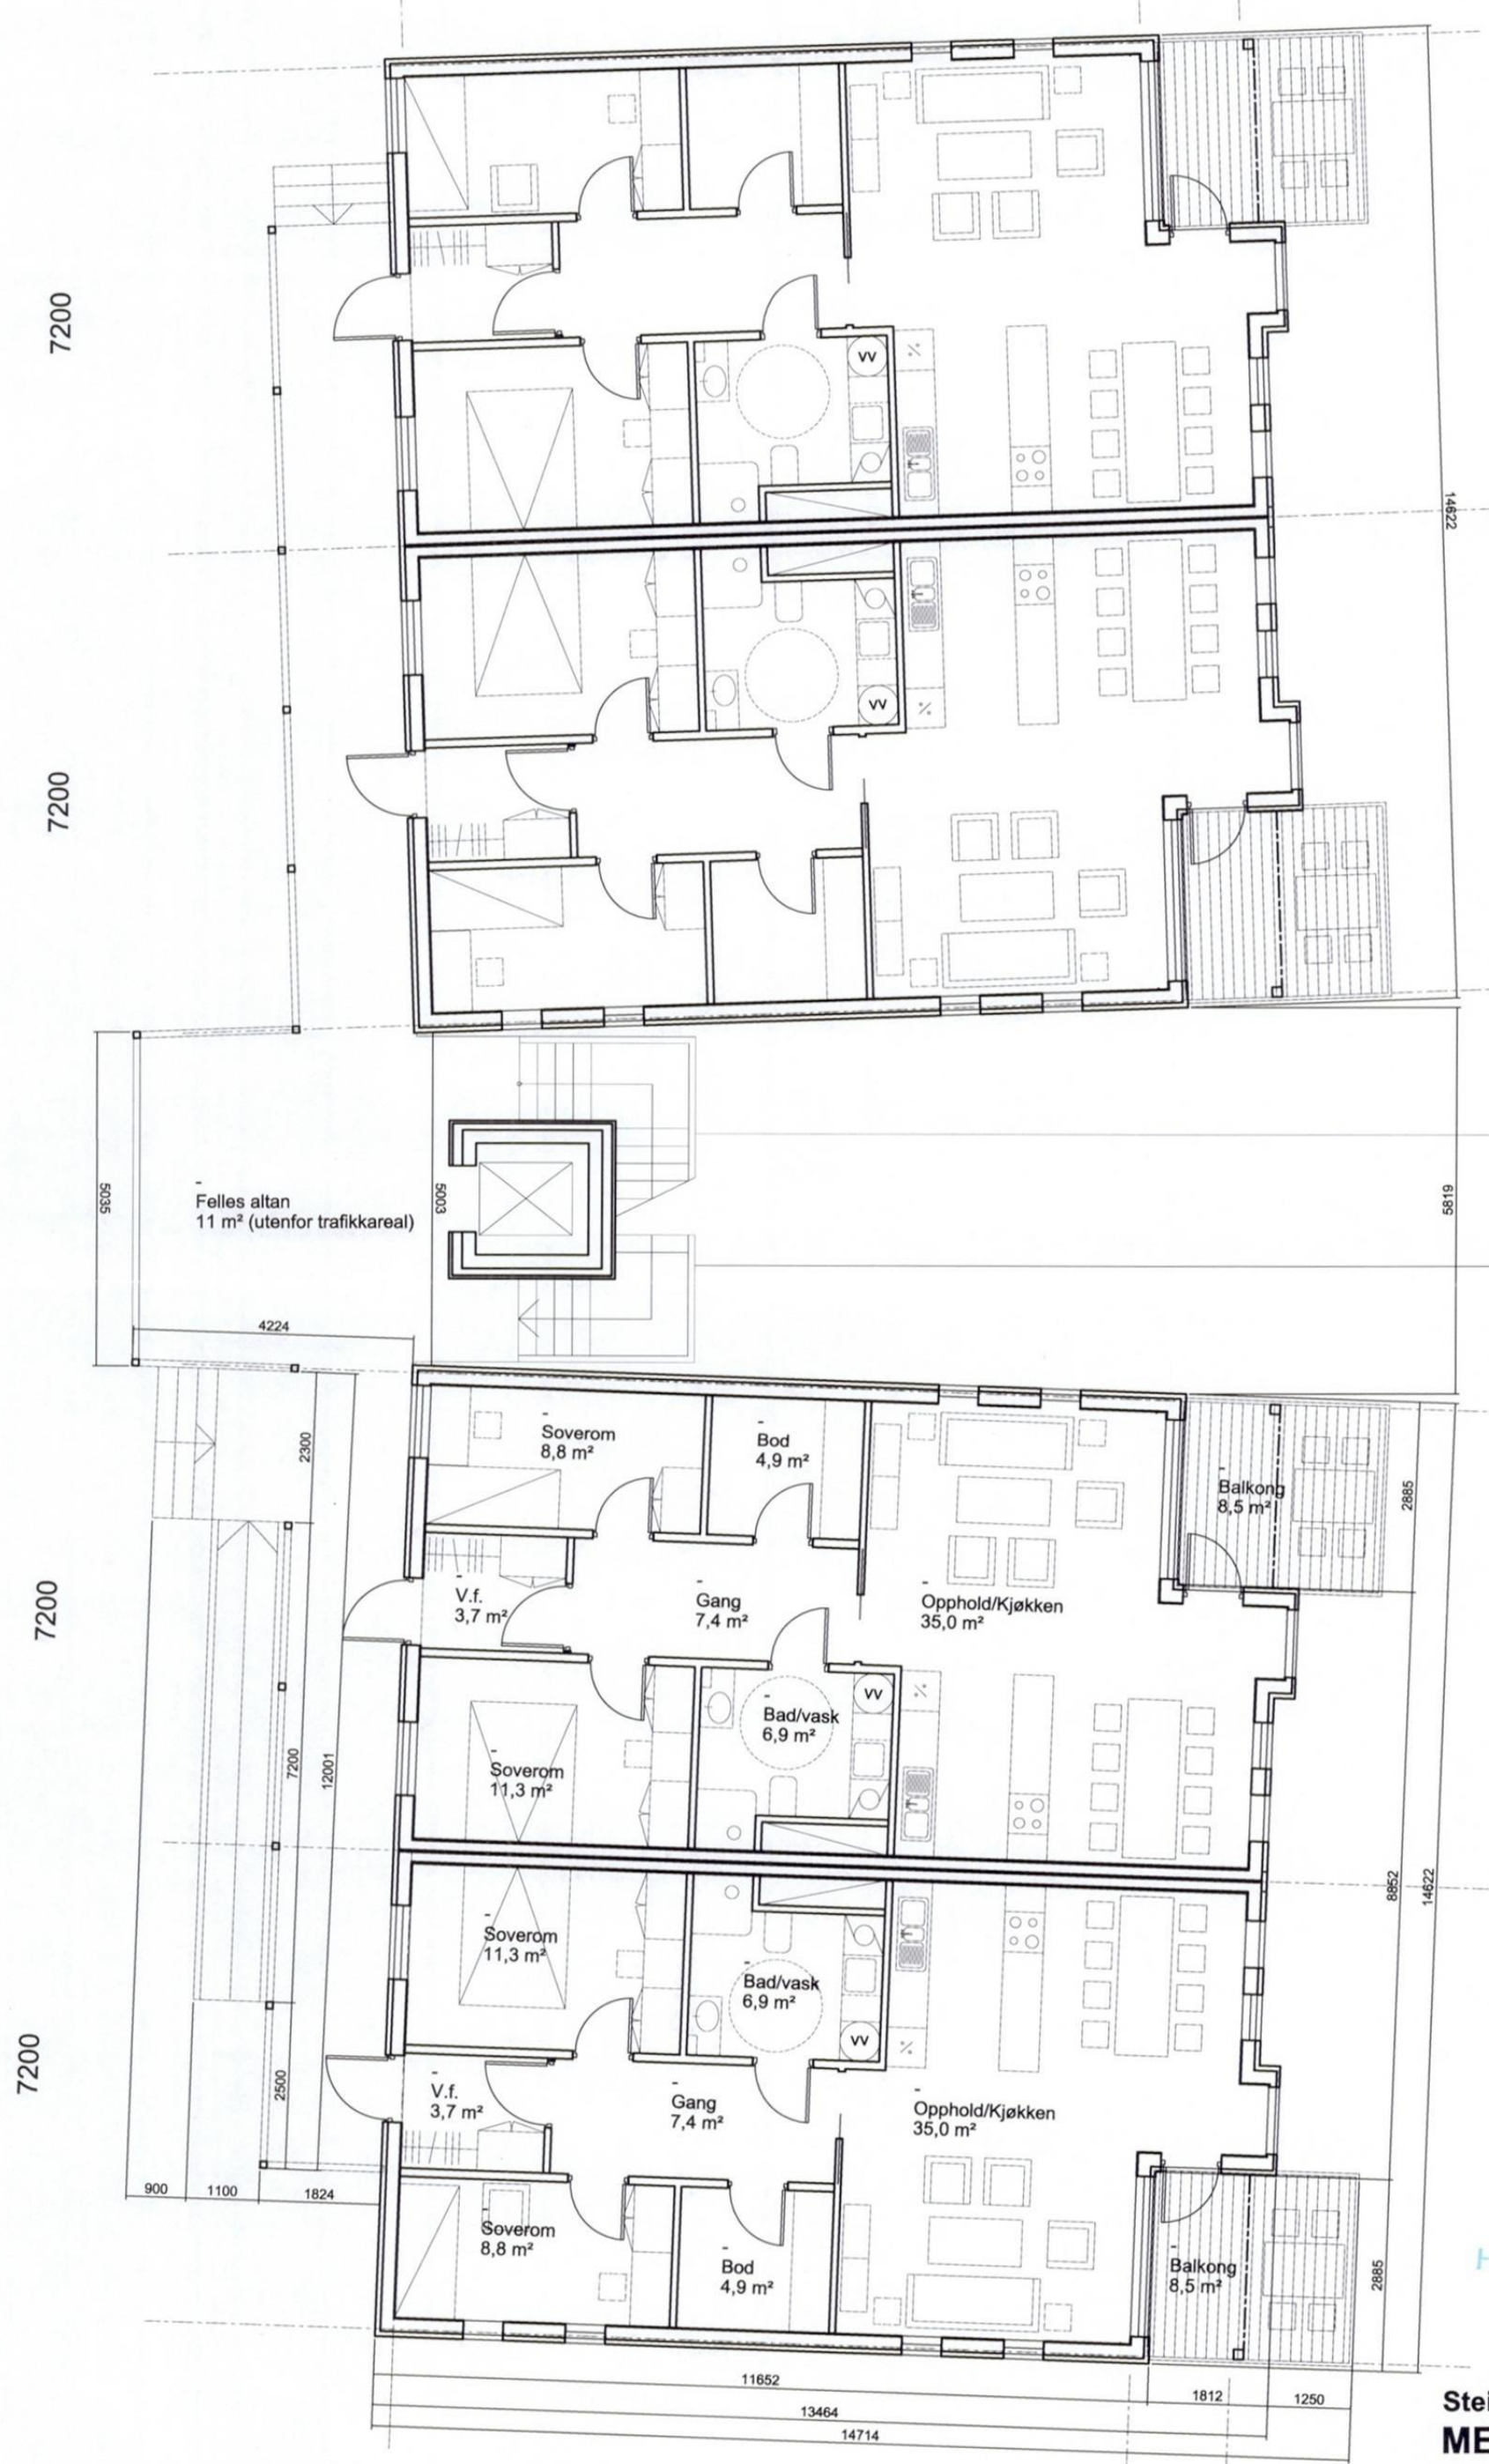 7200
VV
14622
VV
7200
5035
-
Felles altan
11 m² (utenfor trafikkareal)
5003
5819
4224
2300
-
Soverom
8,8 m²
-
Bod
4,9 m²
-
Balkong
8,5 m²
2885
7200
-
V.f.
3,7 m²
-
Gang
7,4 m²
-
Opphold/Kjøkken
35,0 m²
VV
-
Bad/vask
6,9 m²
7200
12001
-
Soverom
11,3 m²
8852
14622
-
Soverom
11,3 m²
-
Bad/vask
6,9 m²
VV
7200
2500
-
V.f.
3,7 m²
-
Gang
7,4 m²
-
Opphold/Kjøkken
35,0 m²
900
1100
1824
-
Soverom
8,8 m²
-
Bod
4,9 m²
-
Balkong
8,5 m²
2885
11652
1812
1250
13464
14714
Stei
ME